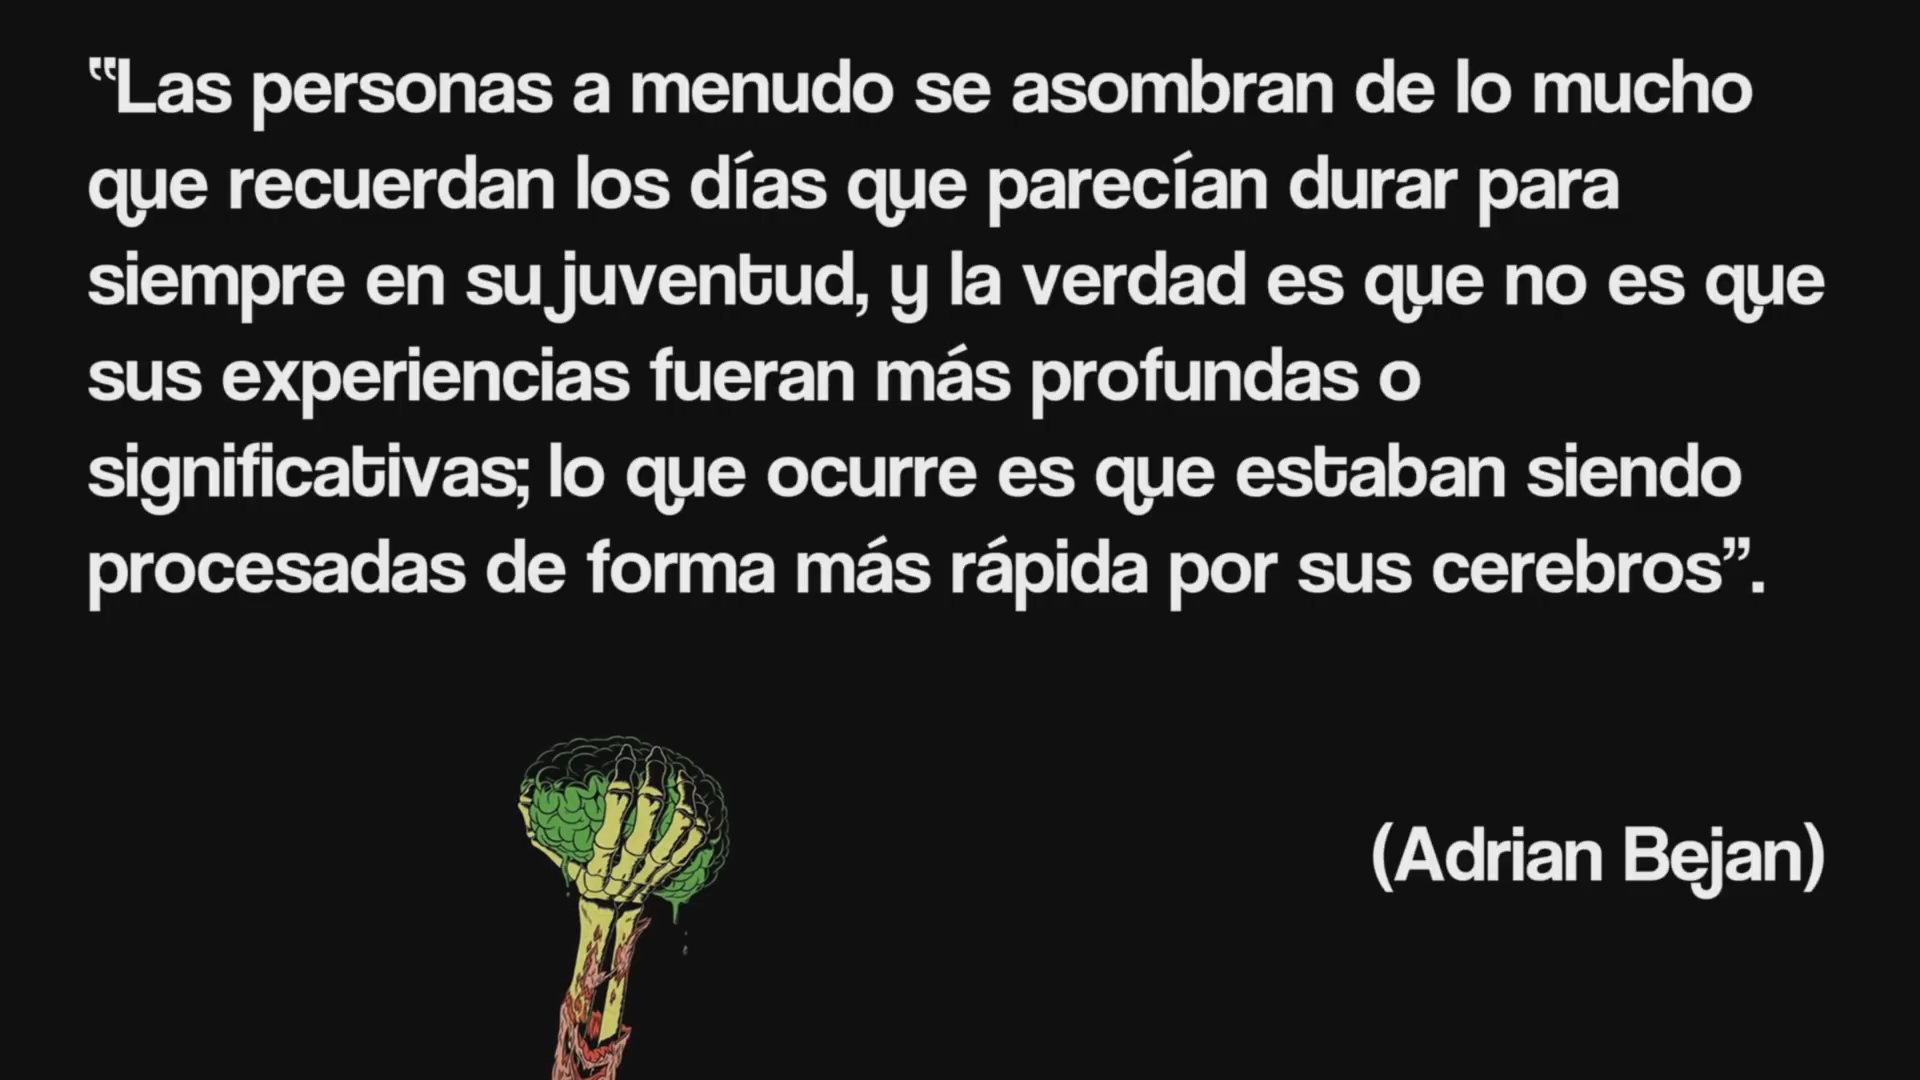 “Las personas a menudo se asombran de lo mucho
que recuerdan los días que parecían durar para
siempre en su juventud, y la verdad es que no es que
sus experiencias fueran más profundas o
significativas; lo que ocurre es que estaban siendo
procesadas de forma más rápida por sus cerebros”.
(Adrian Bejan)